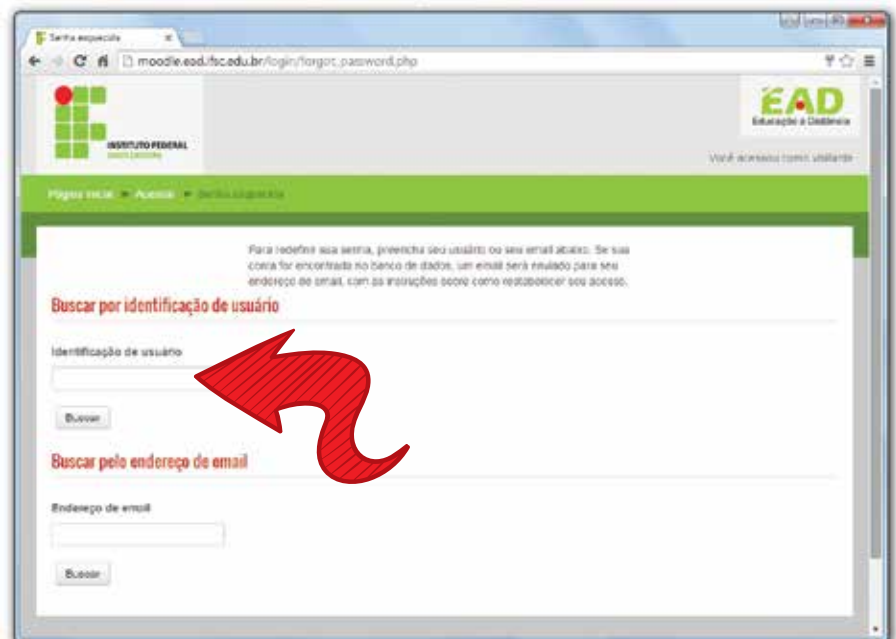 Senha esquecida
moodle.ead.ifsc.edu.br/login/forgot_password.php
EAD
Educação a Distância
INSTITUTO FEDERAL
SANTA CATARINA
Você acessou como visitante
Página inicial Acessar Senha esquecida
Para redefinir sua senha, preencha seu usuário ou seu email abaixo. Se sua
conta for encontrada no banco de dados, um email será enviado para seu
endereço de email, com as instruções sobre como restabelecer seu acesso.
Buscar por identificação de usuário
Identificação de usuário
Buscar
Buscar pelo endereço de email
Endereço de email
Buscar